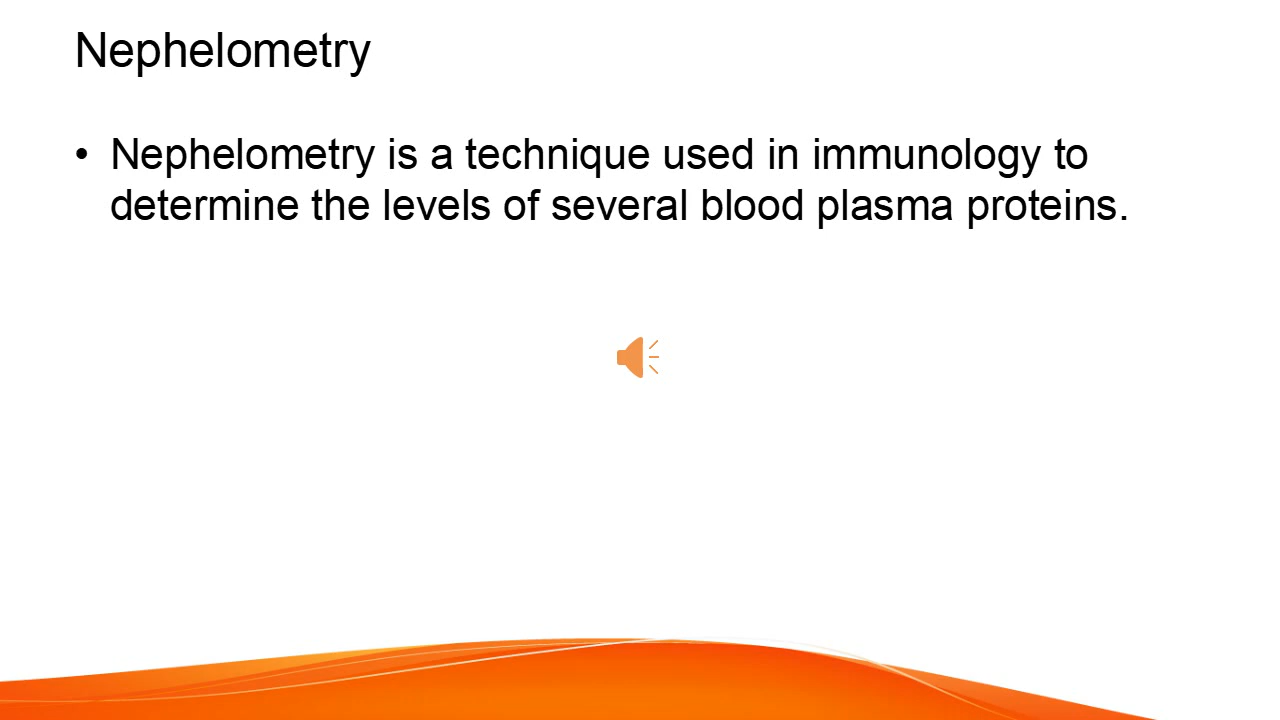 Nephelometry
• Nephelometry is a technique used in immunology to
determine the levels of several blood plasma proteins.